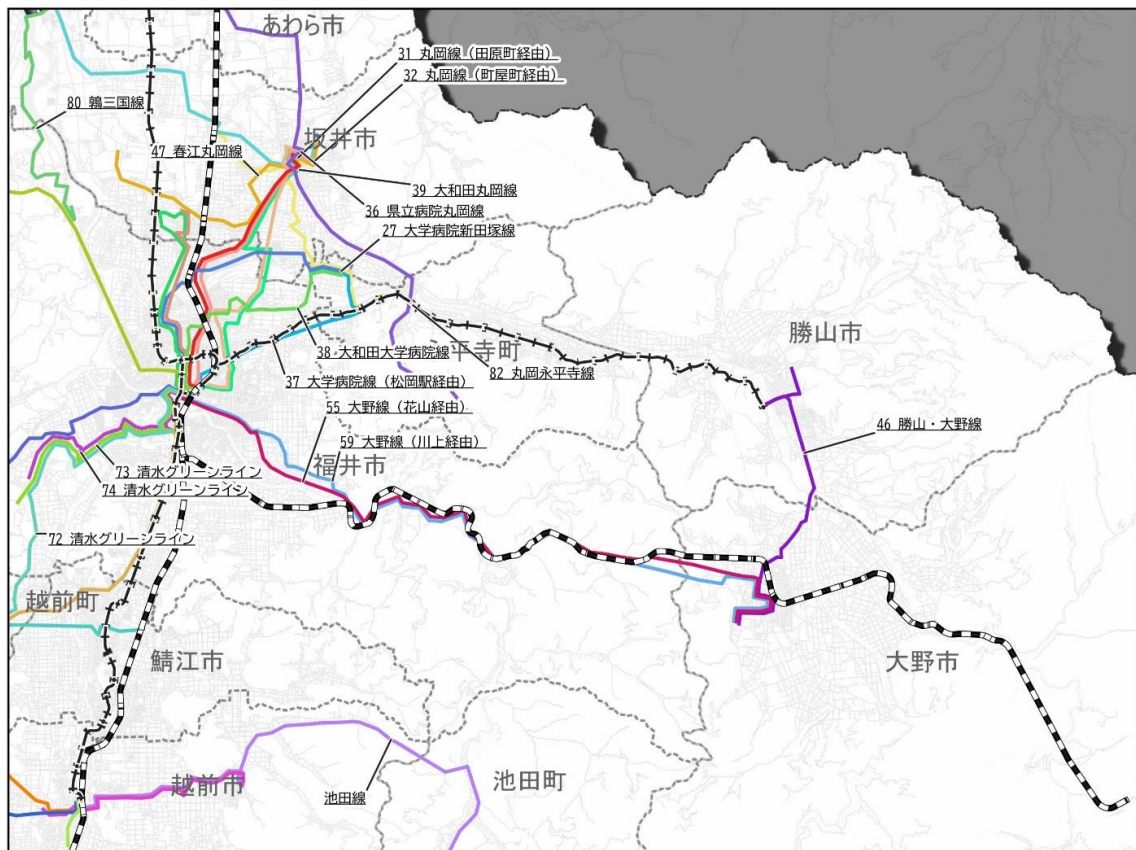 あわら市
31 丸岡線（田原町経由）
32 丸岡線（町屋町経由）
80 鶉三国線
坂井市
47 春江丸岡線
39 大和田丸岡線
36 県立病院丸岡線
27 大学病院新田塚線
勝山市
38 大和田大学病院線
平寺町
82 丸岡永平寺線
37 大学病院線（松岡駅経由）
55 大野線（花山経由）
46 勝山・大野線
59 大野線（川上経由）
福井市
73 清水グリーンライン
74 清水グリーンライン
72 清水グリーンライン
越前町
鯖江市
大野市
越前市
池田線
池田町